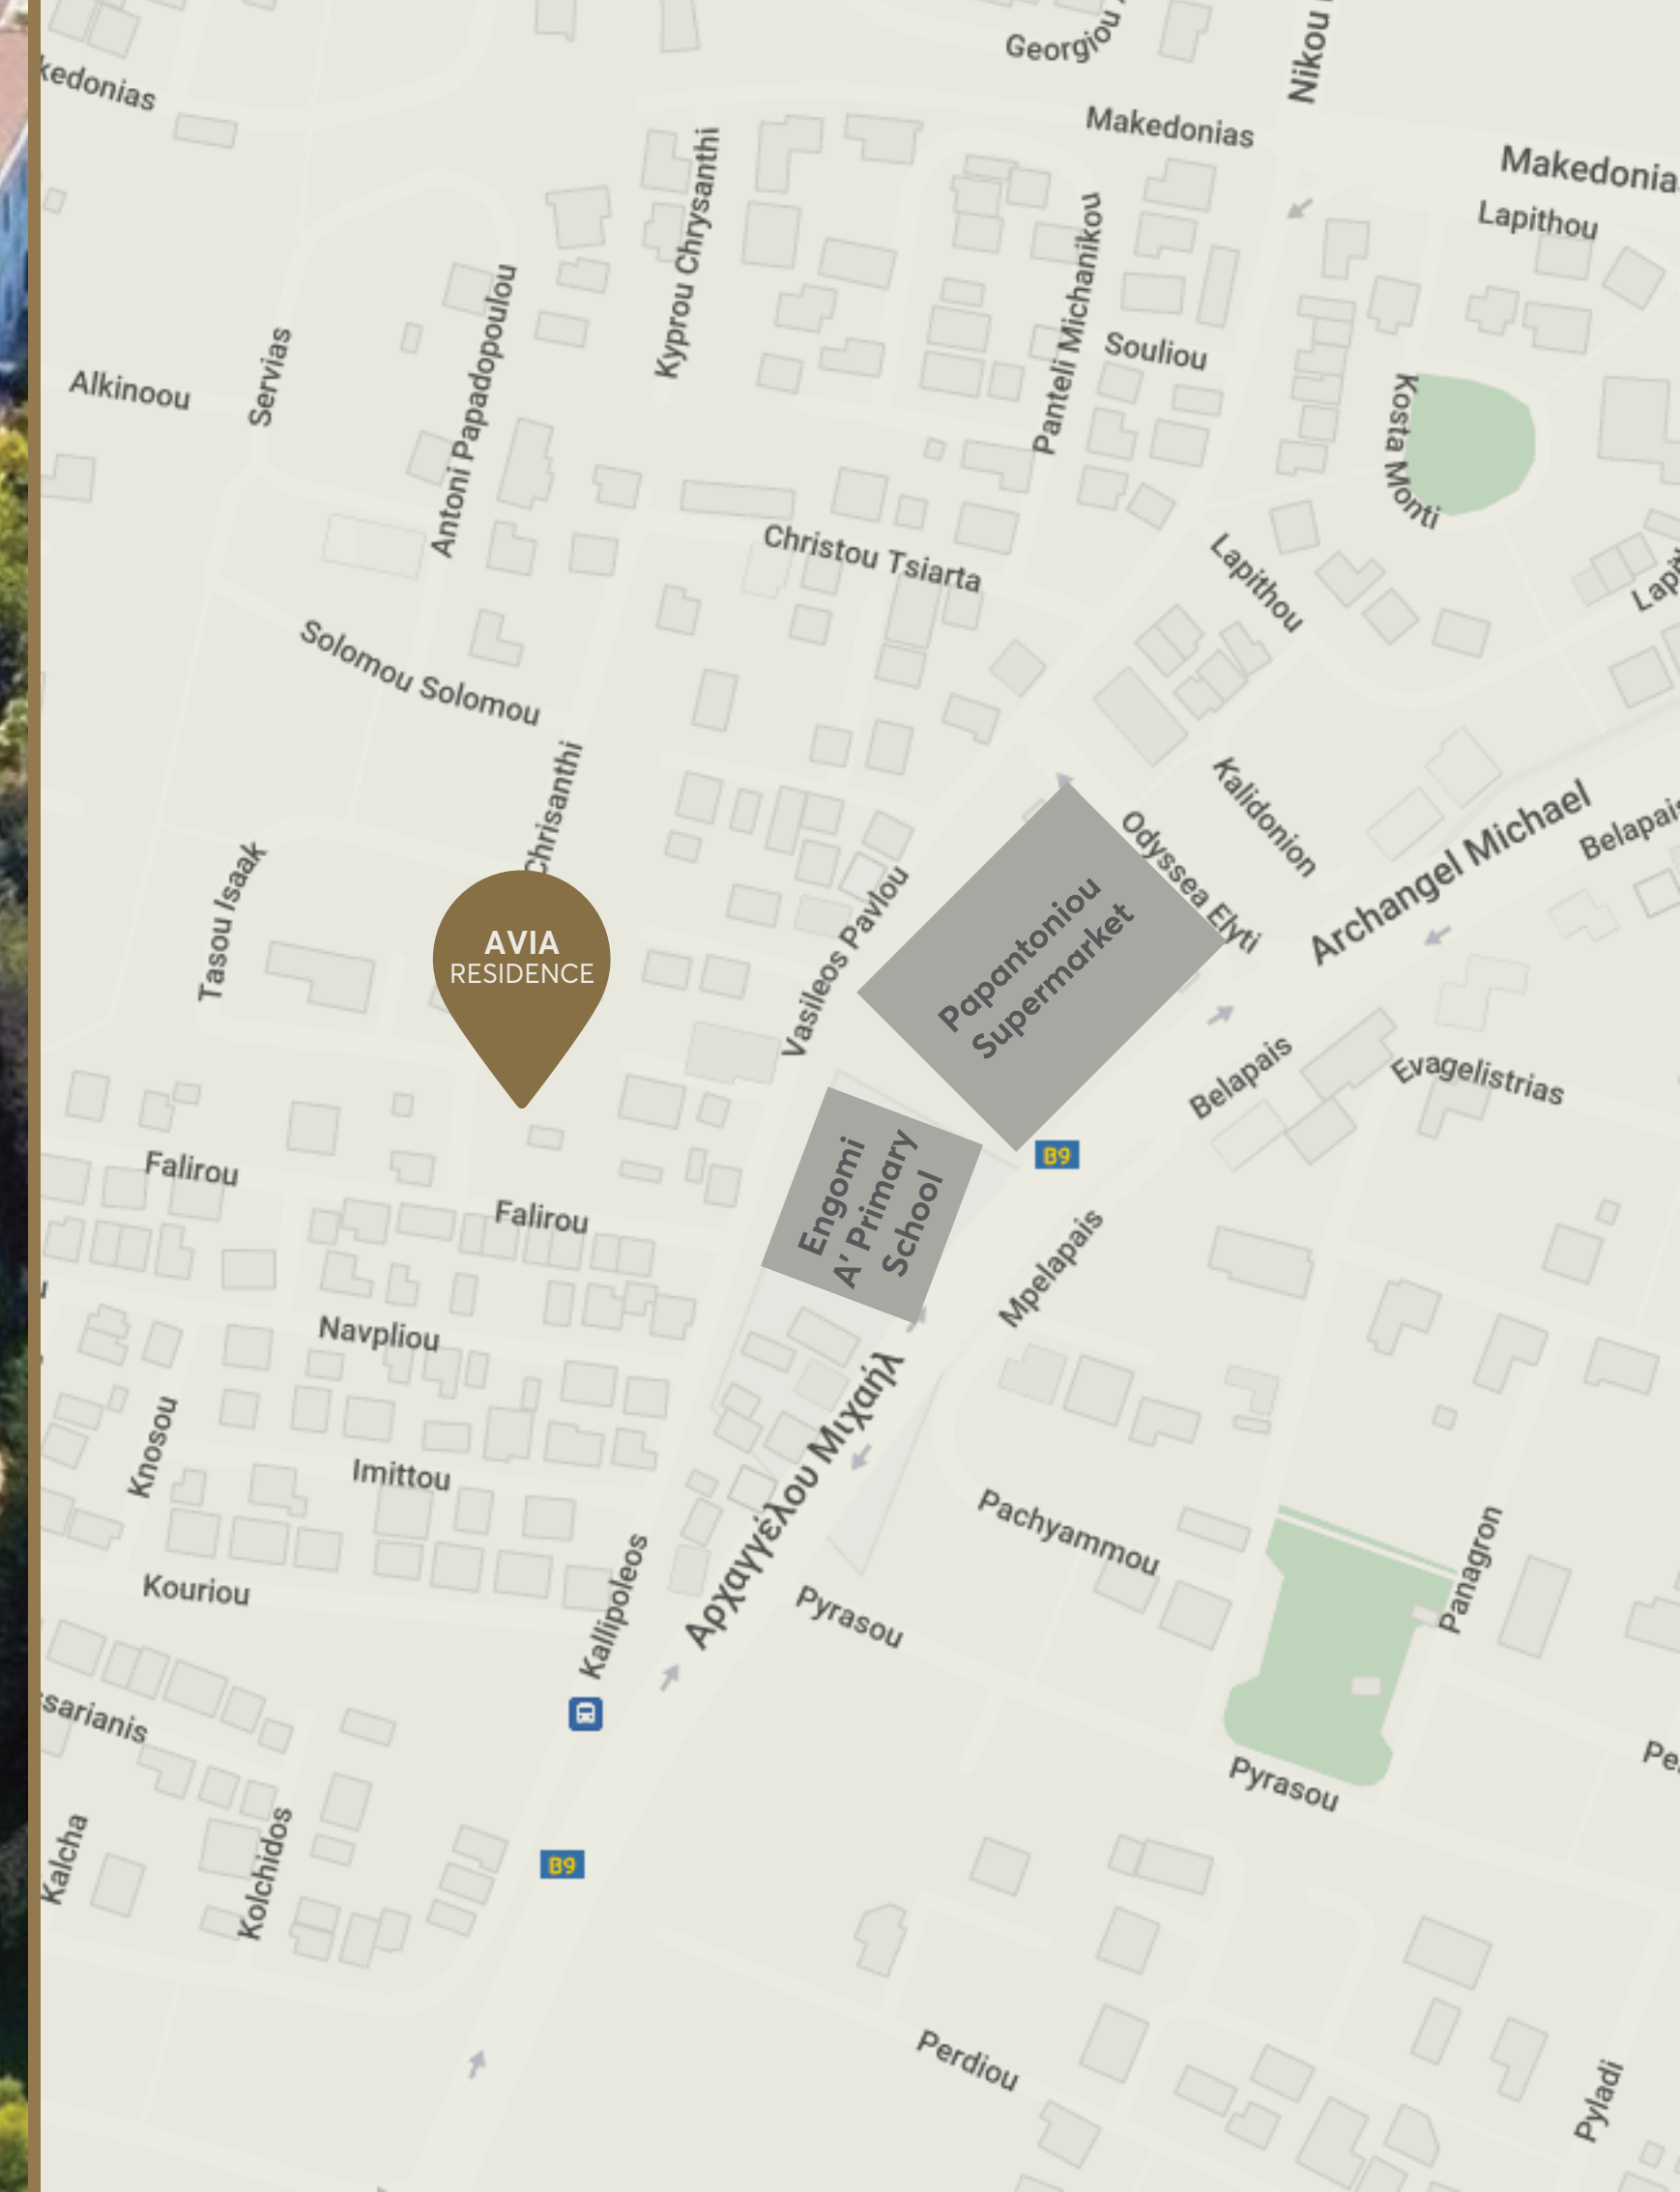 Georgiou
Nikou
kedonias
Makedonias
Makedonia
Lapithou
Kyprou Chrysanthi
Panteli Michanikou
Souliou
Servias
Antoni Papadopoulou
Alkinoou
Kosta Monti
Christou Tsiarta
Lapithou
Lapit
Solomou Solomou
Chrisanthi
Kalidonion
Archangel Michael
Belapais
Odyssea Elyti
Tasou Isaak
Vasileos Pavlou
Papantoniou
Supermarket
AVIA
RESIDENCE
Belapais
Evagelistrias
B9
Engomi
A' Primary
School
Falirou
Falirou
Mpelapais
Navpliou
Αρχαγγέλου Μιχαήλ
Knosou
Imittou
Pachyammou
Panagron
Kouriou
Kallipoleos
Pyrasou
ssarianis
Pyrasou
Pe
Kalcha
Kolchidos
B9
Perdiou
Pyladi